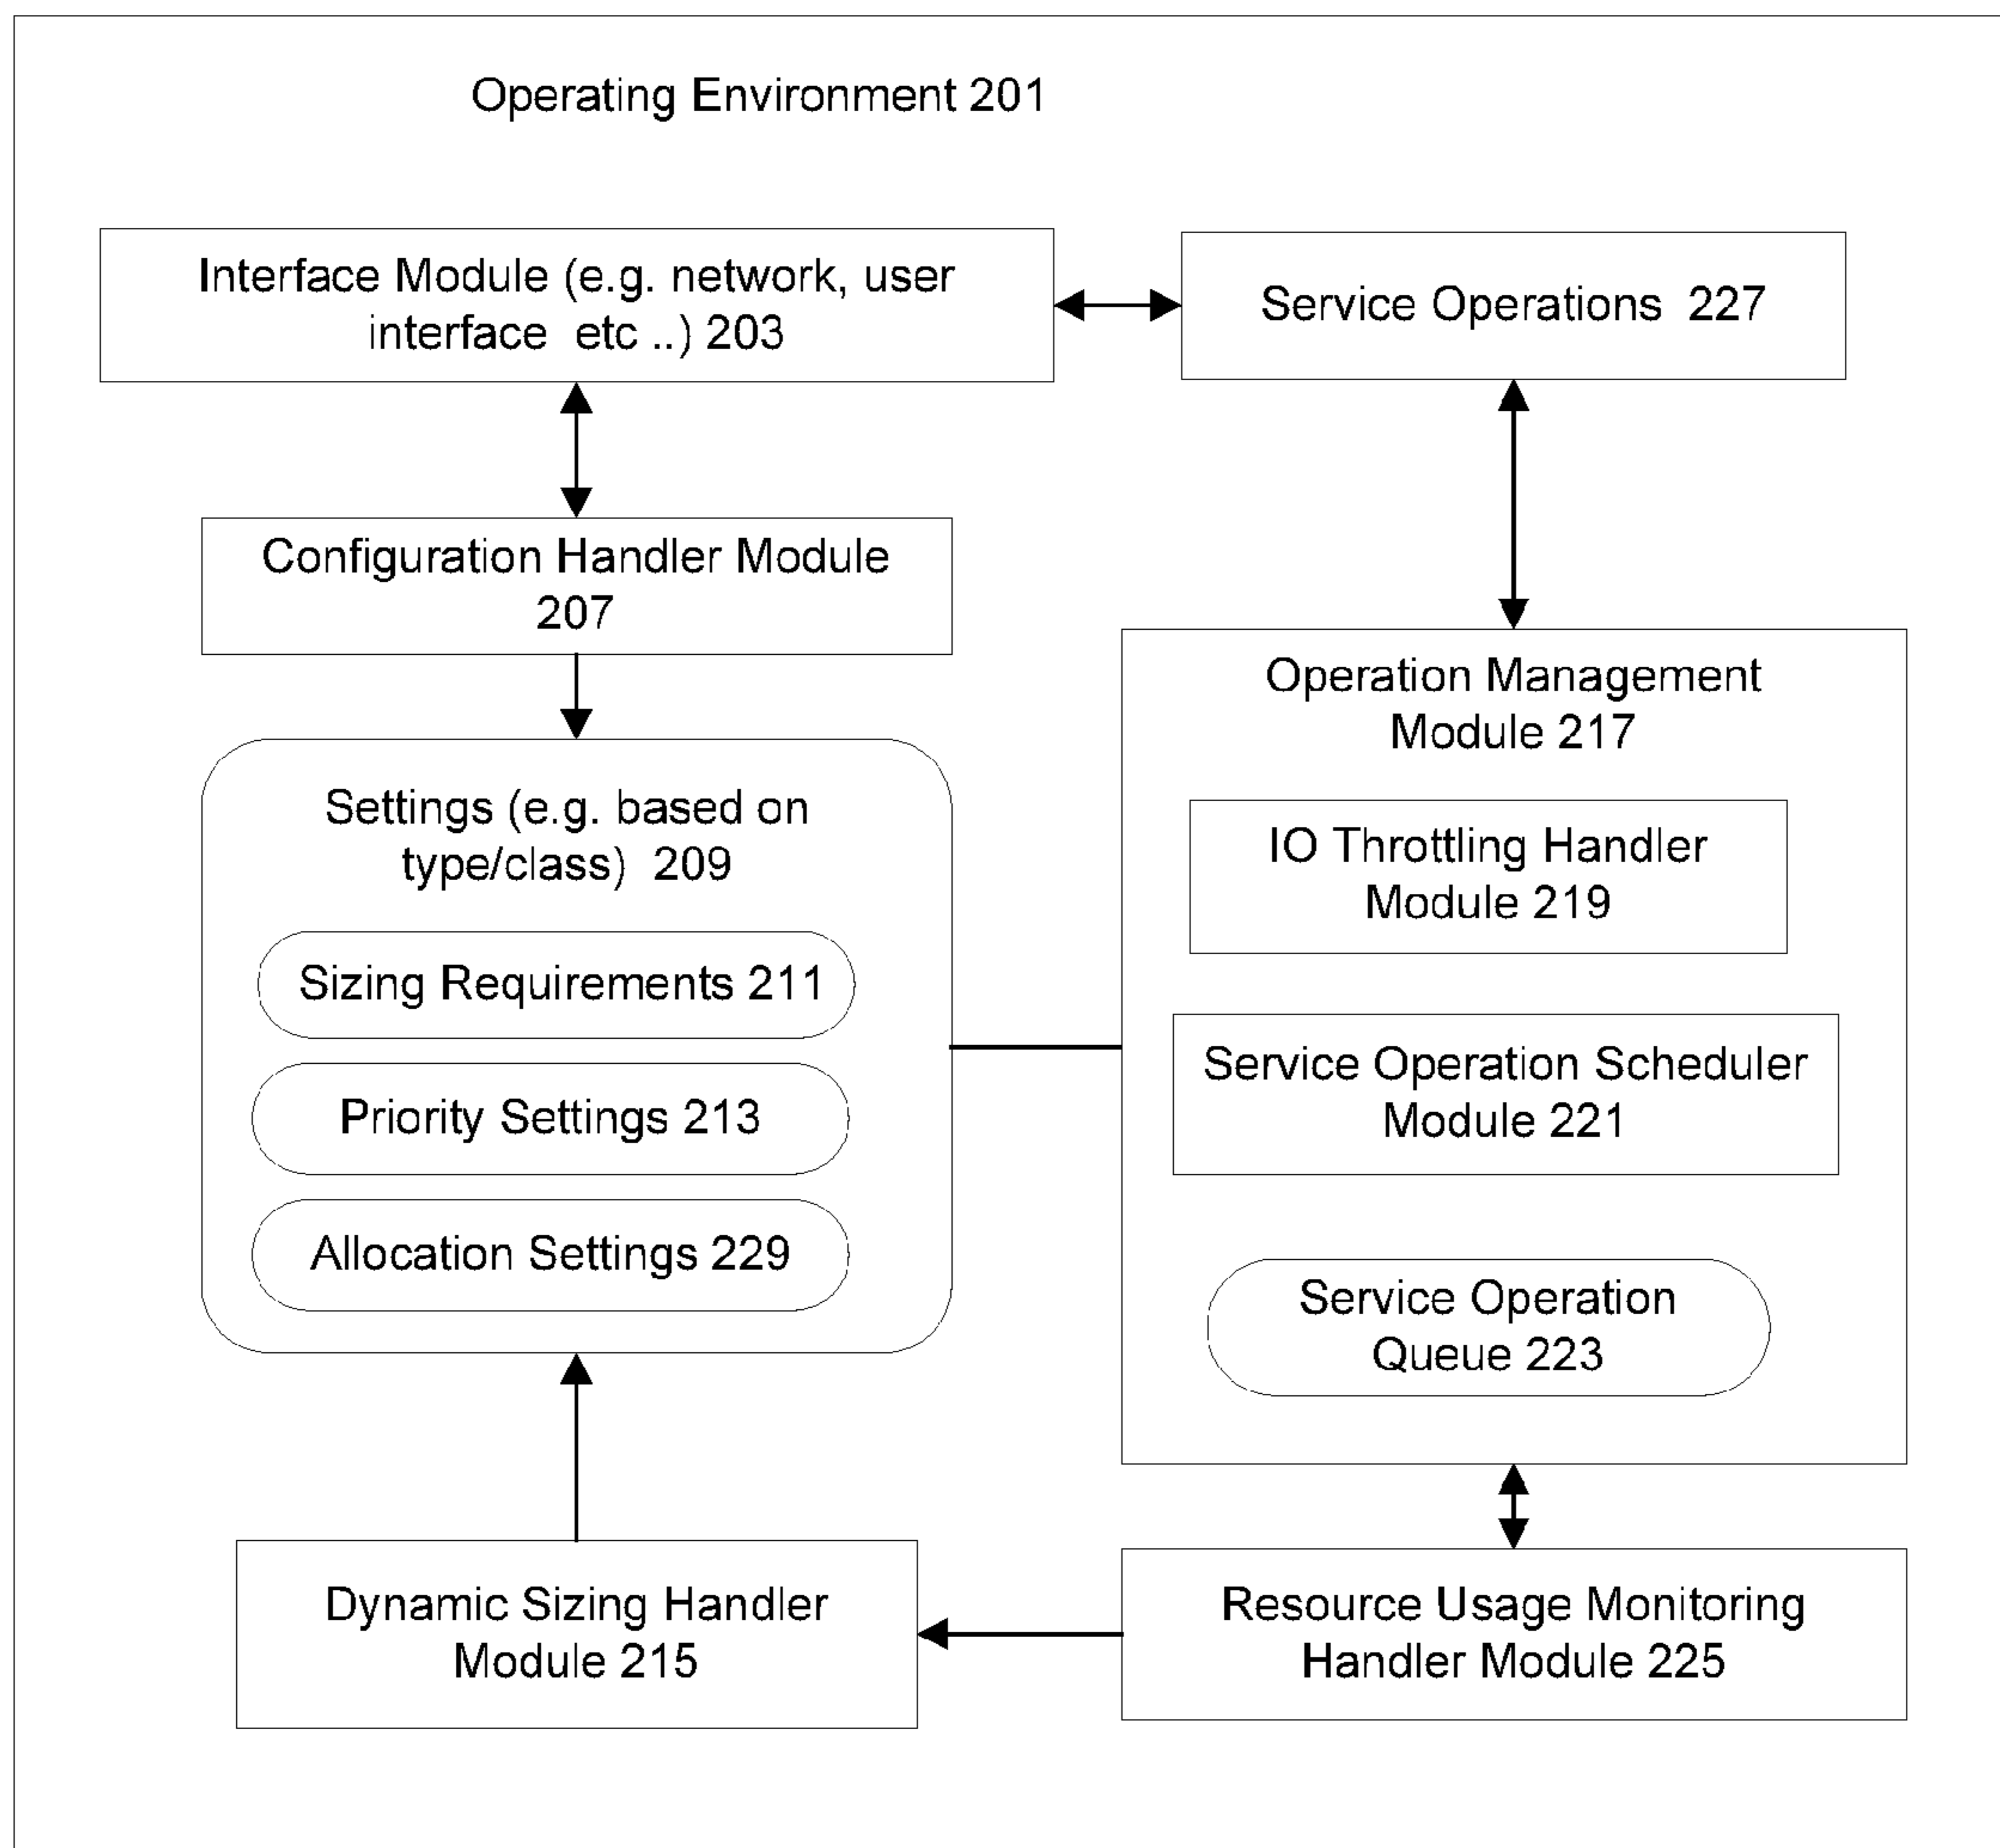 Operating Environment 201
Interface Module (e.g. network, user
interface etc ..) 203
Service Operations 227
Configuration Handler Module
207
Settings (e.g. based on
type/class) 209
Sizing Requirements 211
Priority Settings 213
Allocation Settings 229
Operation Management
Module 217
IO Throttling Handler
Module 219
Service Operation Scheduler
Module 221
Service Operation
Queue 223
Dynamic Sizing Handler
Module 215
Resource Usage Monitoring
Handler Module 225